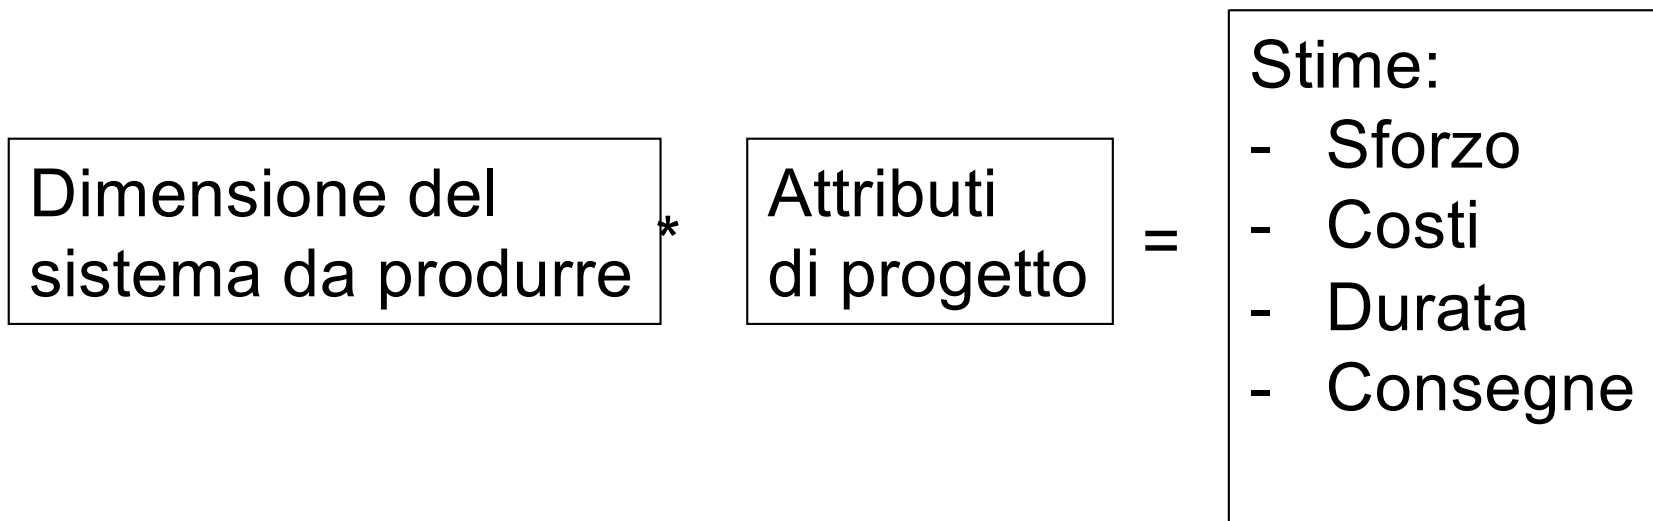 Dimensione del
sistema da produrre
*
Attributi
di progetto
=
Stime:
- Sforzo
- Costi
- Durata
- Consegne